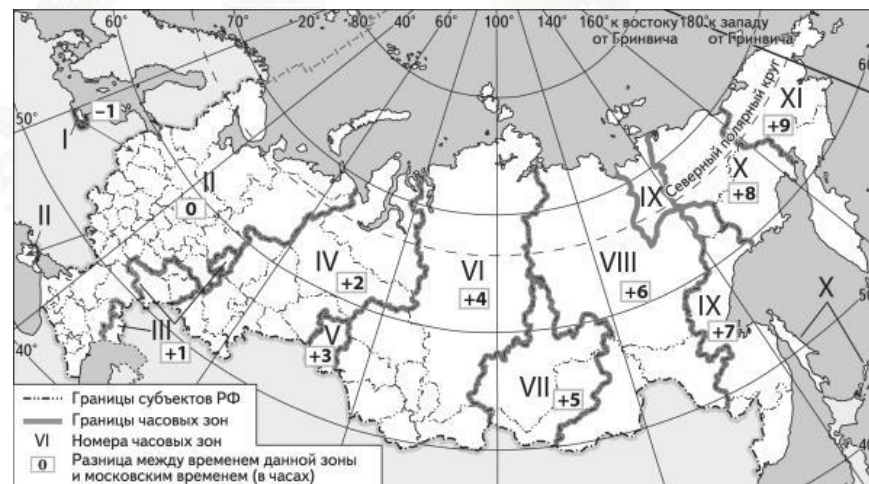 60° 70° 20° 40° 60° 100° 140° 160° к востоку 180° к западу
от Гринвича от Гринвича
60°
50°
–1
I
Северный полярный круг
XI
+9
II
0
II
IX
X
+8
IV
+2
VI
+4
VIII
+6
IX
+7
X
50°
III
+1
V
+3
VII
+5
40°
40°
Границы субъектов РФ
Границы часовых зон
VI Номера часовых зон
0 Разница между временем данной зоны
и московским временем (в часах)